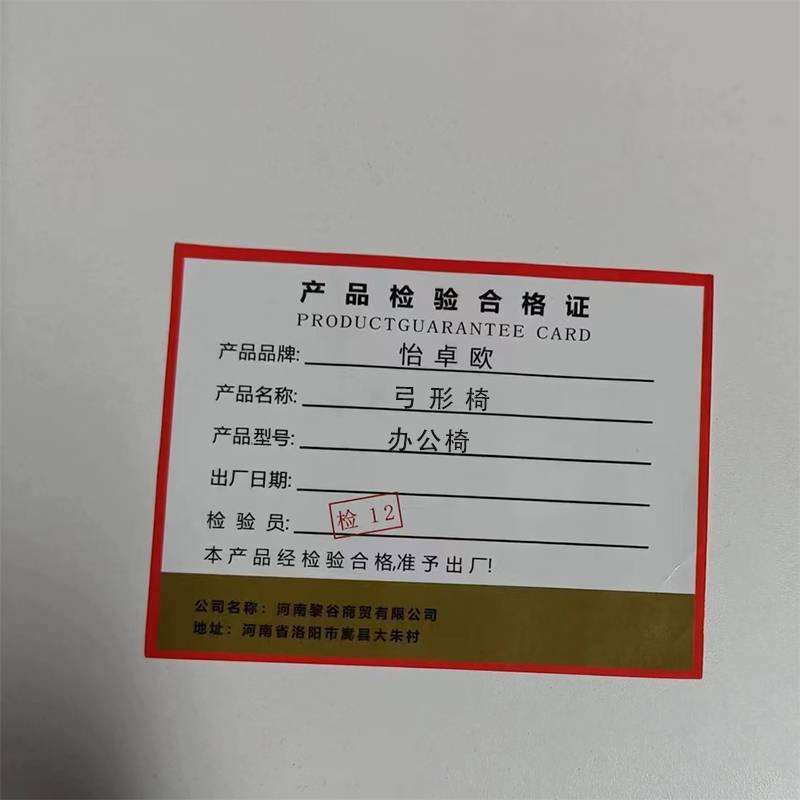 产品检验合格证
PRODUCTGUARANTEE CARD
产品品牌: 怡卓欧
产品名称: 弓形椅
产品型号: 办公椅
出厂日期:
检验员: 检12
本产品经检验合格,准予出厂!
公司名称：河南黎谷商贸有限公司
地址：河南省洛阳市嵩县大朱村